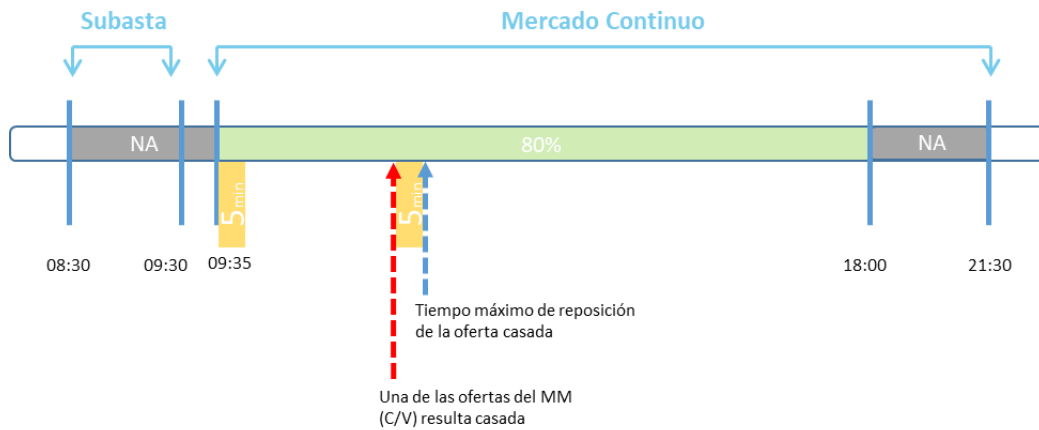 Subasta
Mercado Continuo
NA
80%
NA
5min
5min
08:30
09:30
09:35
18:00
21:30
Tiempo máximo de reposición
de la oferta casada
Una de las ofertas del MM
(C/V) resulta casada